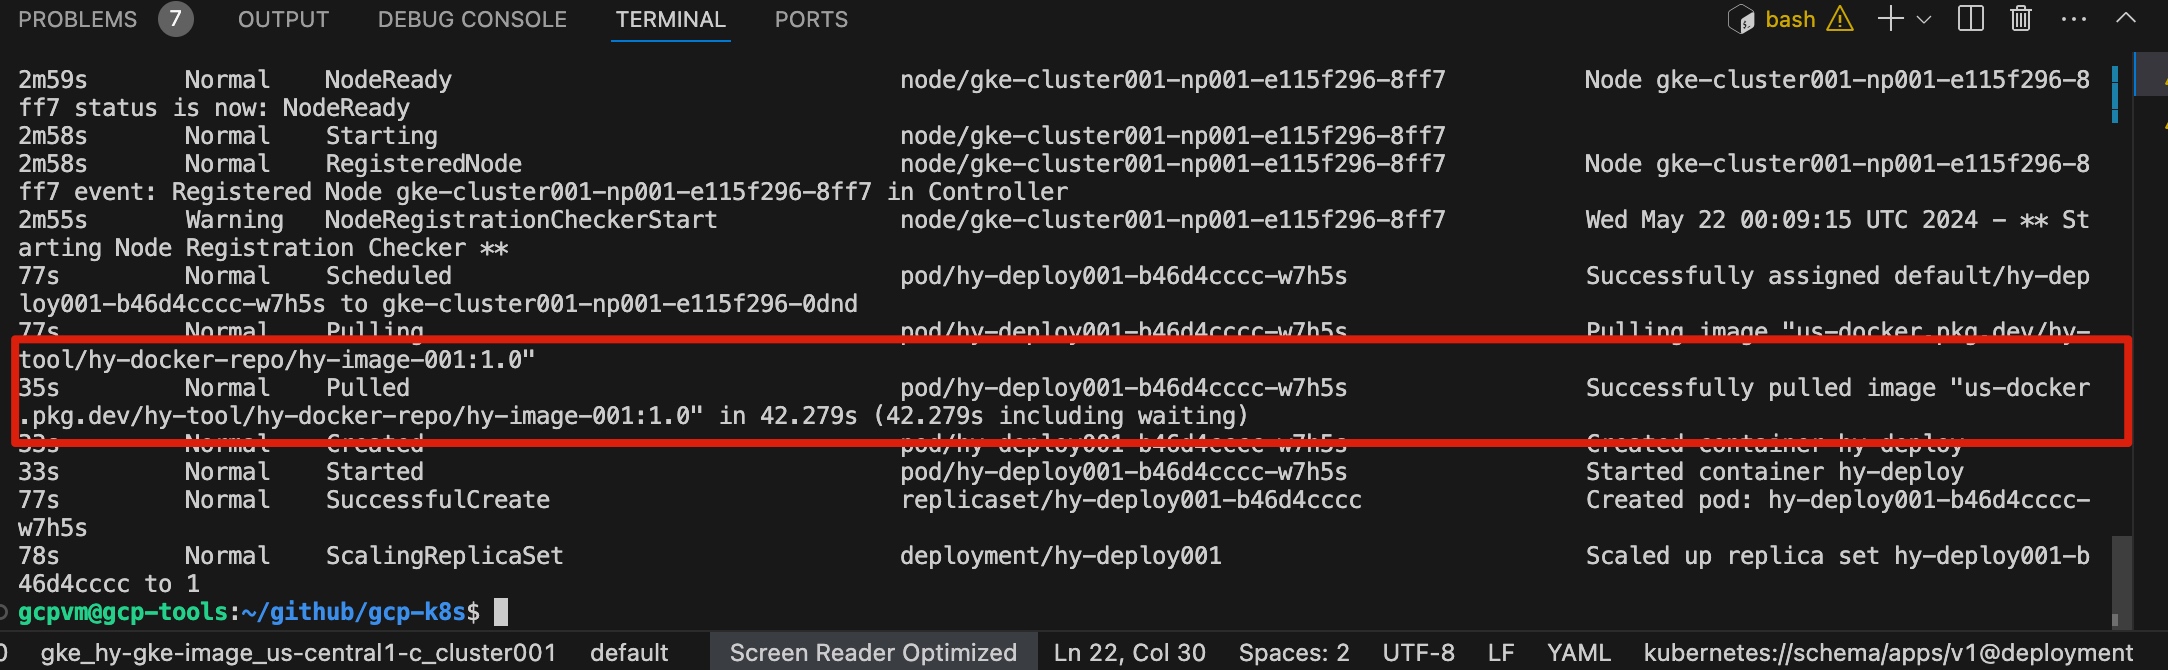 PROBLEMS 7 OUTPUT DEBUG CONSOLE TERMINAL PORTS bash
2m59s Normal NodeReady node/gke-cluster001-np001-e115f296-8ff7 Node gke-cluster001-np001-e115f296-8
ff7 status is now: NodeReady
2m58s Normal Starting node/gke-cluster001-np001-e115f296-8ff7
2m58s Normal RegisteredNode node/gke-cluster001-np001-e115f296-8ff7 Node gke-cluster001-np001-e115f296-8
ff7 event: Registered Node gke-cluster001-np001-e115f296-8ff7 in Controller
2m55s Warning NodeRegistrationCheckerStart node/gke-cluster001-np001-e115f296-8ff7 Wed May 22 00:09:15 UTC 2024 - ** St
arting Node Registration Checker **
77s Normal Scheduled pod/hy-deploy001-b46d4cccc-w7h5s Successfully assigned default/hy-dep
loy001-b46d4cccc-w7h5s to gke-cluster001-np001-e115f296-0dnd
77s Normal Pulling pod/hy-deploy001-b46d4cccc-w7h5s Pulling image "us-docker.pkg.dev/hy-
tool/hy-docker-repo/hy-image-001:1.0"
35s Normal Pulled pod/hy-deploy001-b46d4cccc-w7h5s Successfully pulled image "us-docker
.pkg.dev/hy-tool/hy-docker-repo/hy-image-001:1.0" in 42.279s (42.279s including waiting)
33s Normal Created pod/hy-deploy001-b46d4cccc-w7h5s Created container hy-deploy
33s Normal Started pod/hy-deploy001-b46d4cccc-w7h5s Started container hy-deploy
77s Normal SuccessfulCreate replicaset/hy-deploy001-b46d4cccc Created pod: hy-deploy001-b46d4cccc-
w7h5s
78s Normal ScalingReplicaSet deployment/hy-deploy001 Scaled up replica set hy-deploy001-b
46d4cccc to 1
gcpvm@gcp-tools:~/github/gcp-k8s$
0 gke_hy-gke-image_us-central1-c_cluster001 default Screen Reader Optimized Ln 22, Col 30 Spaces: 2 UTF-8 LF YAML kubernetes://schema/apps/v1@deployment